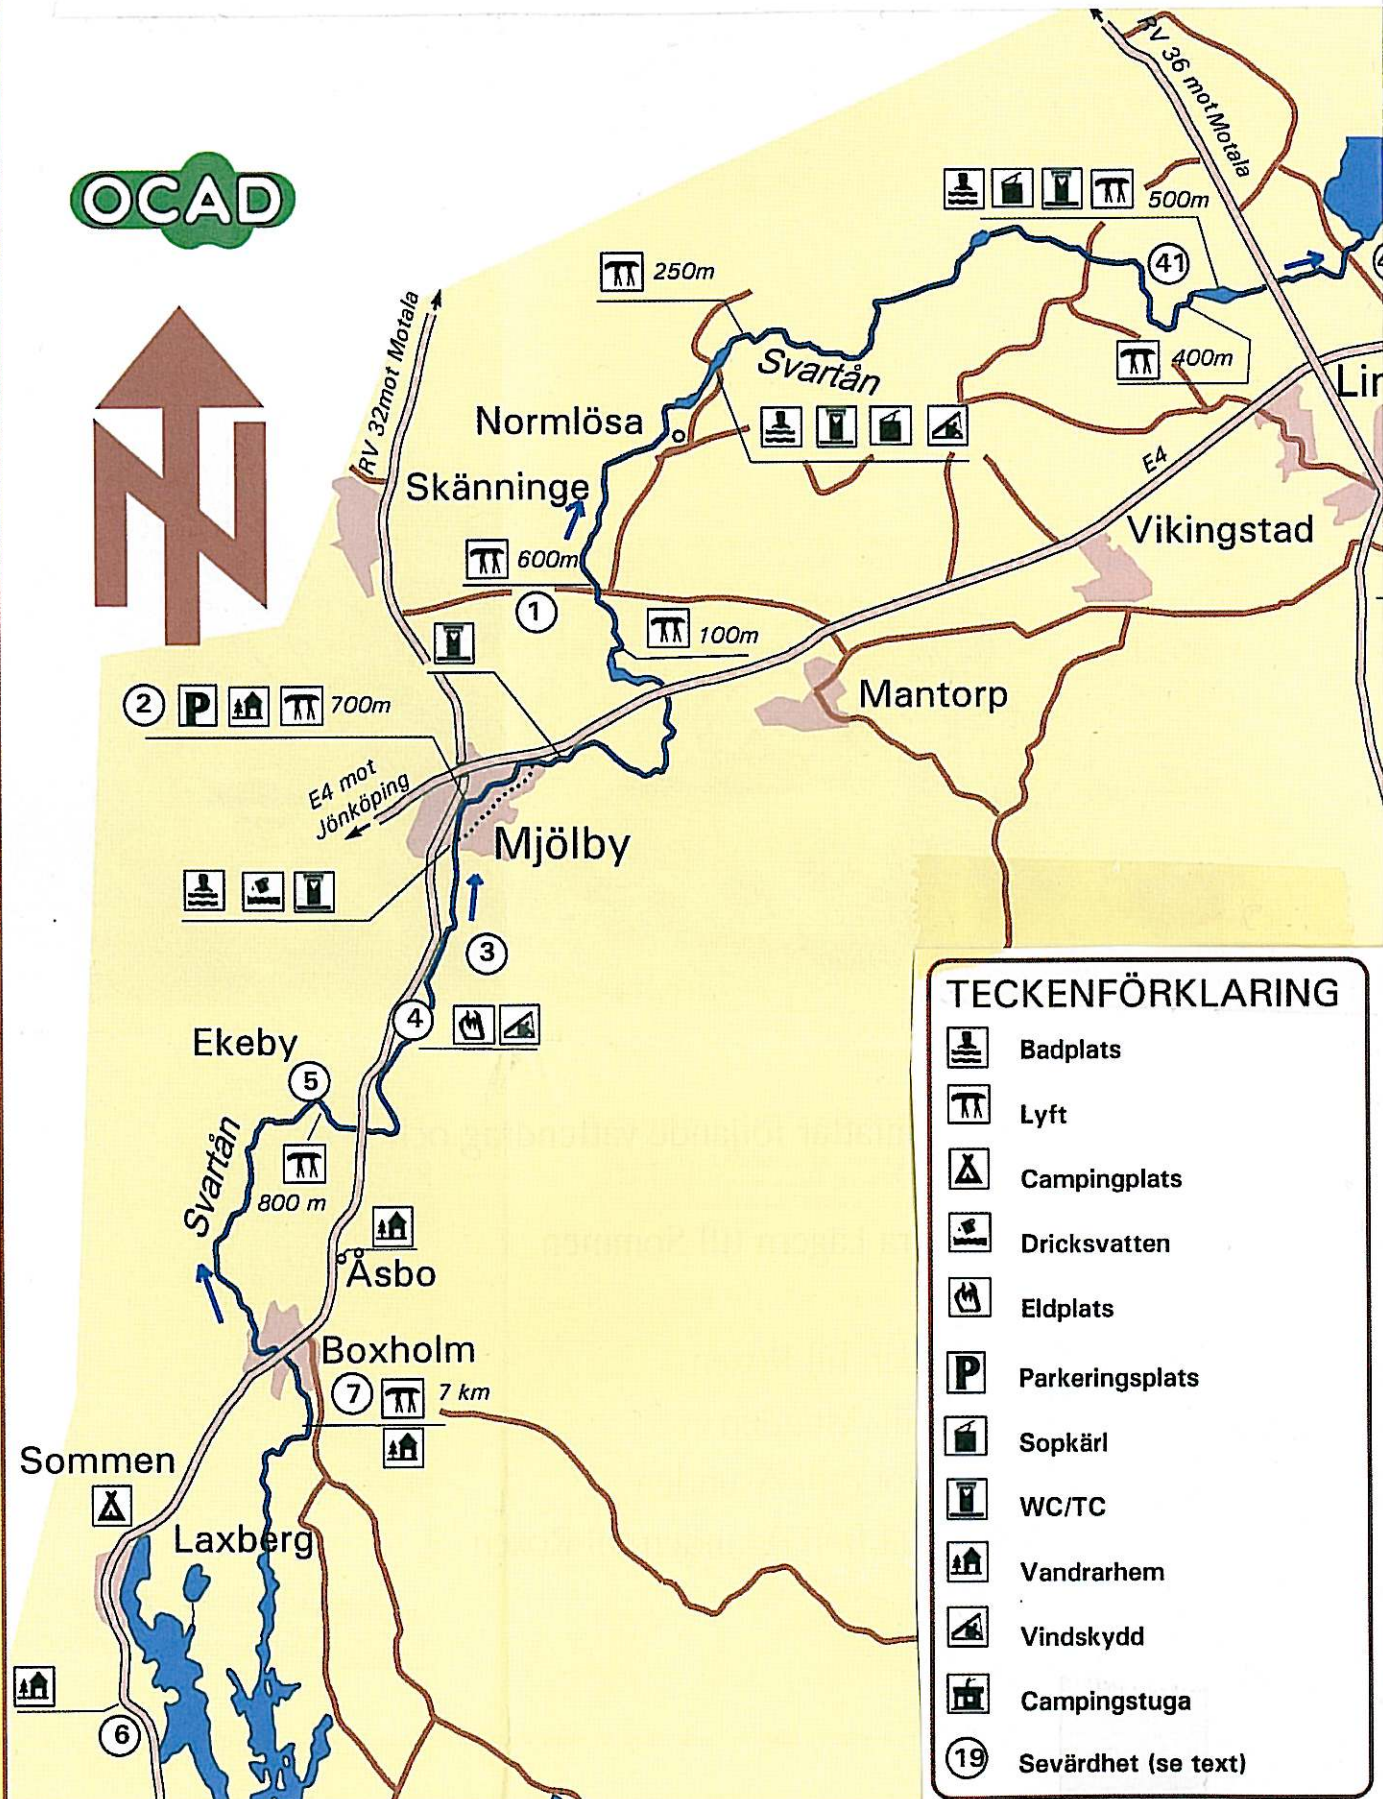 RV 36 mot Motala
OCAD
500m
41
250m
RV 32 mot Motala
Svartån
400m
Normlösa
Skänninge
E4
Vikingstad
600m
1
100m
2
P
700m
Mantorp
E4 mot
Jönköping
Mjölby
3
4
Ekeby
5
Svartån
800 m
Åsbo
Boxholm
7
7 km
Sommen
Laxberg
6
TECKENFÖRKLARING
Badplats
Lyft
Campingplats
Dricksvatten
Eldplats
P Parkeringsplats
Sopkärl
WC/TC
Vandrarhem
Vindskydd
Campingstuga
19 Sevärdhet (se text)